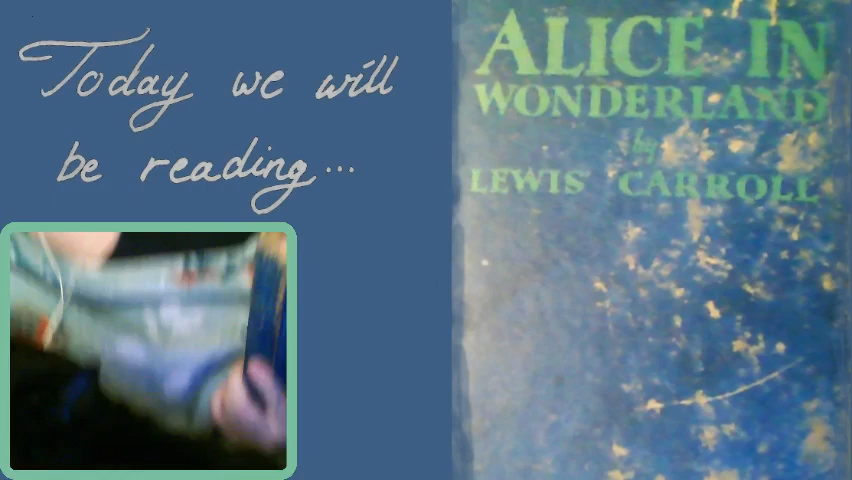 Today we will
be reading...
ALICE IN
WONDERLAND
by
LEWIS CARROLL